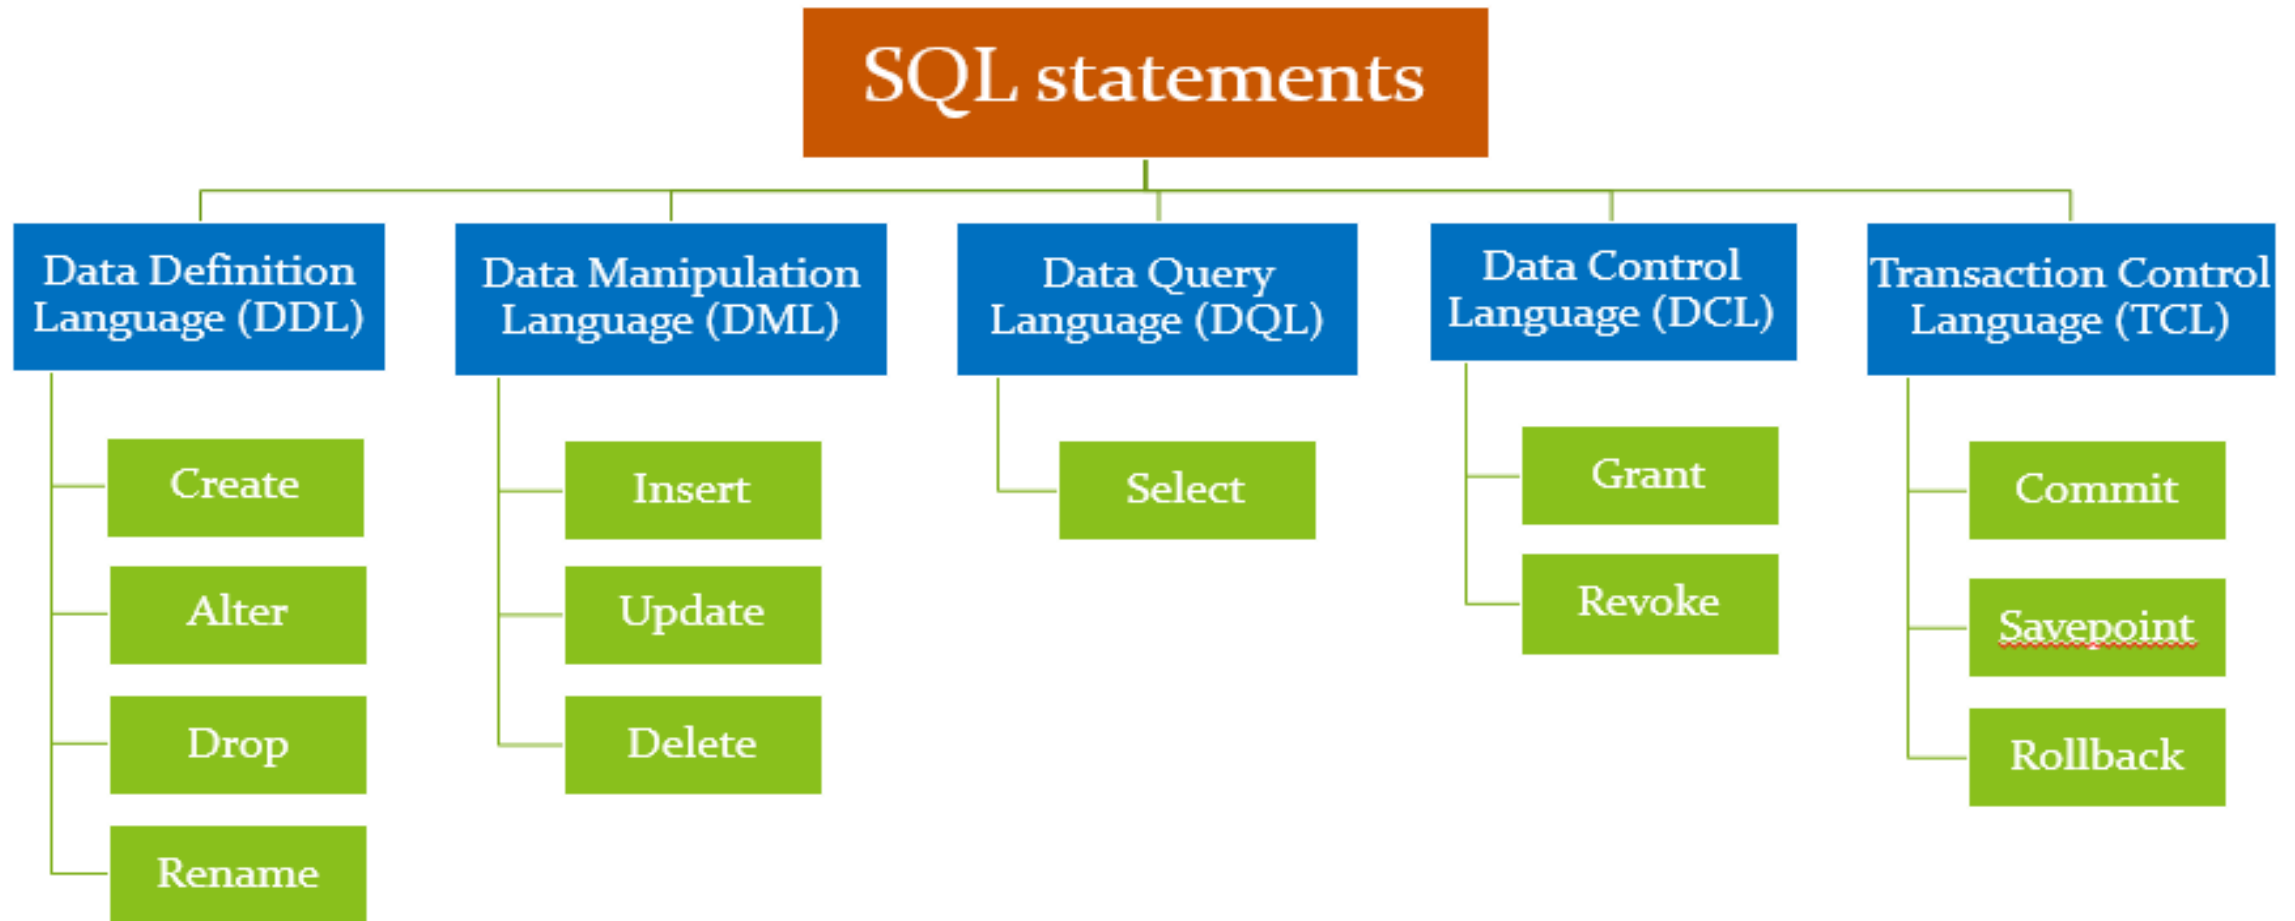 SQL statements
Data Definition
Language (DDL)
Create
Alter
Drop
Rename
Data Manipulation
Language (DML)
Insert
Update
Delete
Data Query
Language (DQL)
Select
Data Control
Language (DCL)
Grant
Revoke
Transaction Control
Language (TCL)
Commit
Savepoint
Rollback